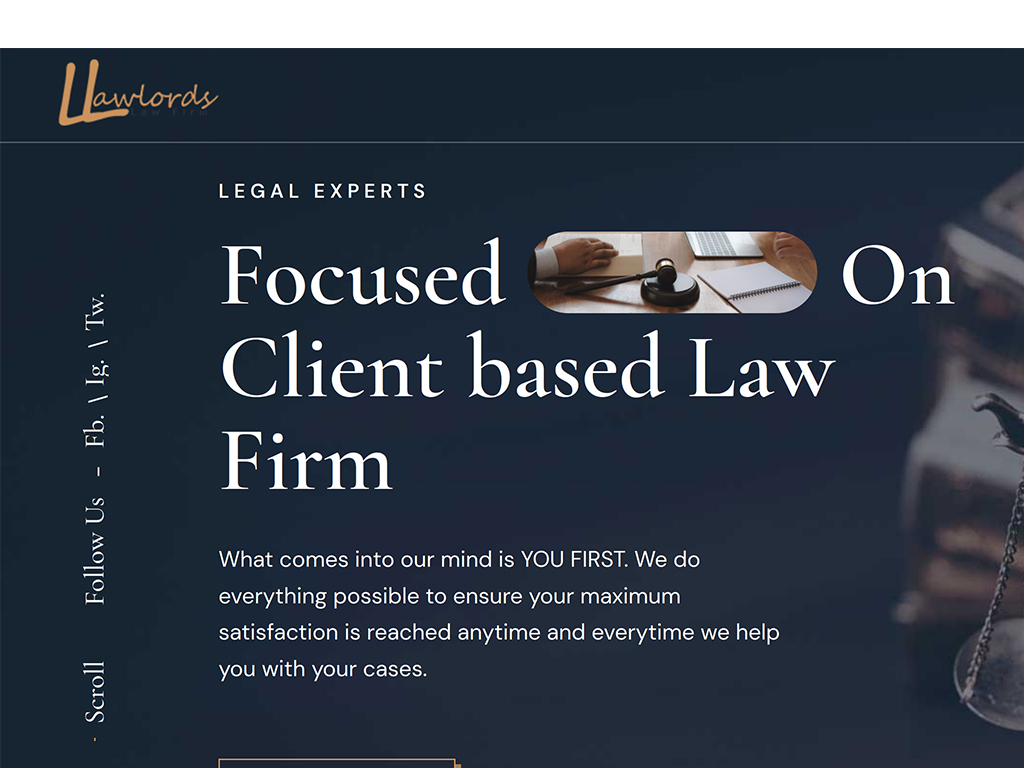 Lawlords
Law Firm
LEGAL EXPERTS
Focused On
Client based Law
Firm
What comes into our mind is YOU FIRST. We do
everything possible to ensure your maximum
satisfaction is reached anytime and everytime we help
you with your cases.
Scroll Follow Us - Fb. \ Ig. \ Tw.